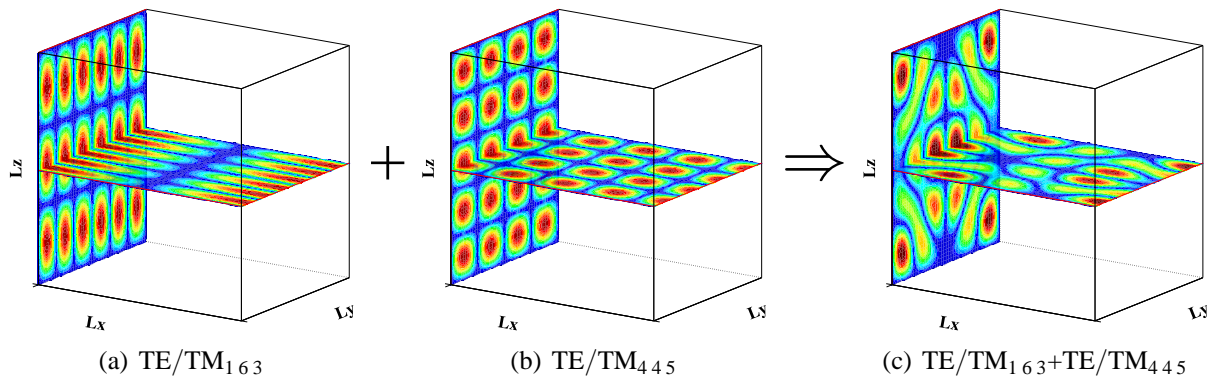 Lz
Lx
Ly
+
Lz
Lx
Ly
⇒
Lz
Lx
Ly
(a) TE/TM₁ ₆ ₃
(b) TE/TM₄ ₄ ₅
(c) TE/TM₁ ₆ ₃+TE/TM₄ ₄ ₅